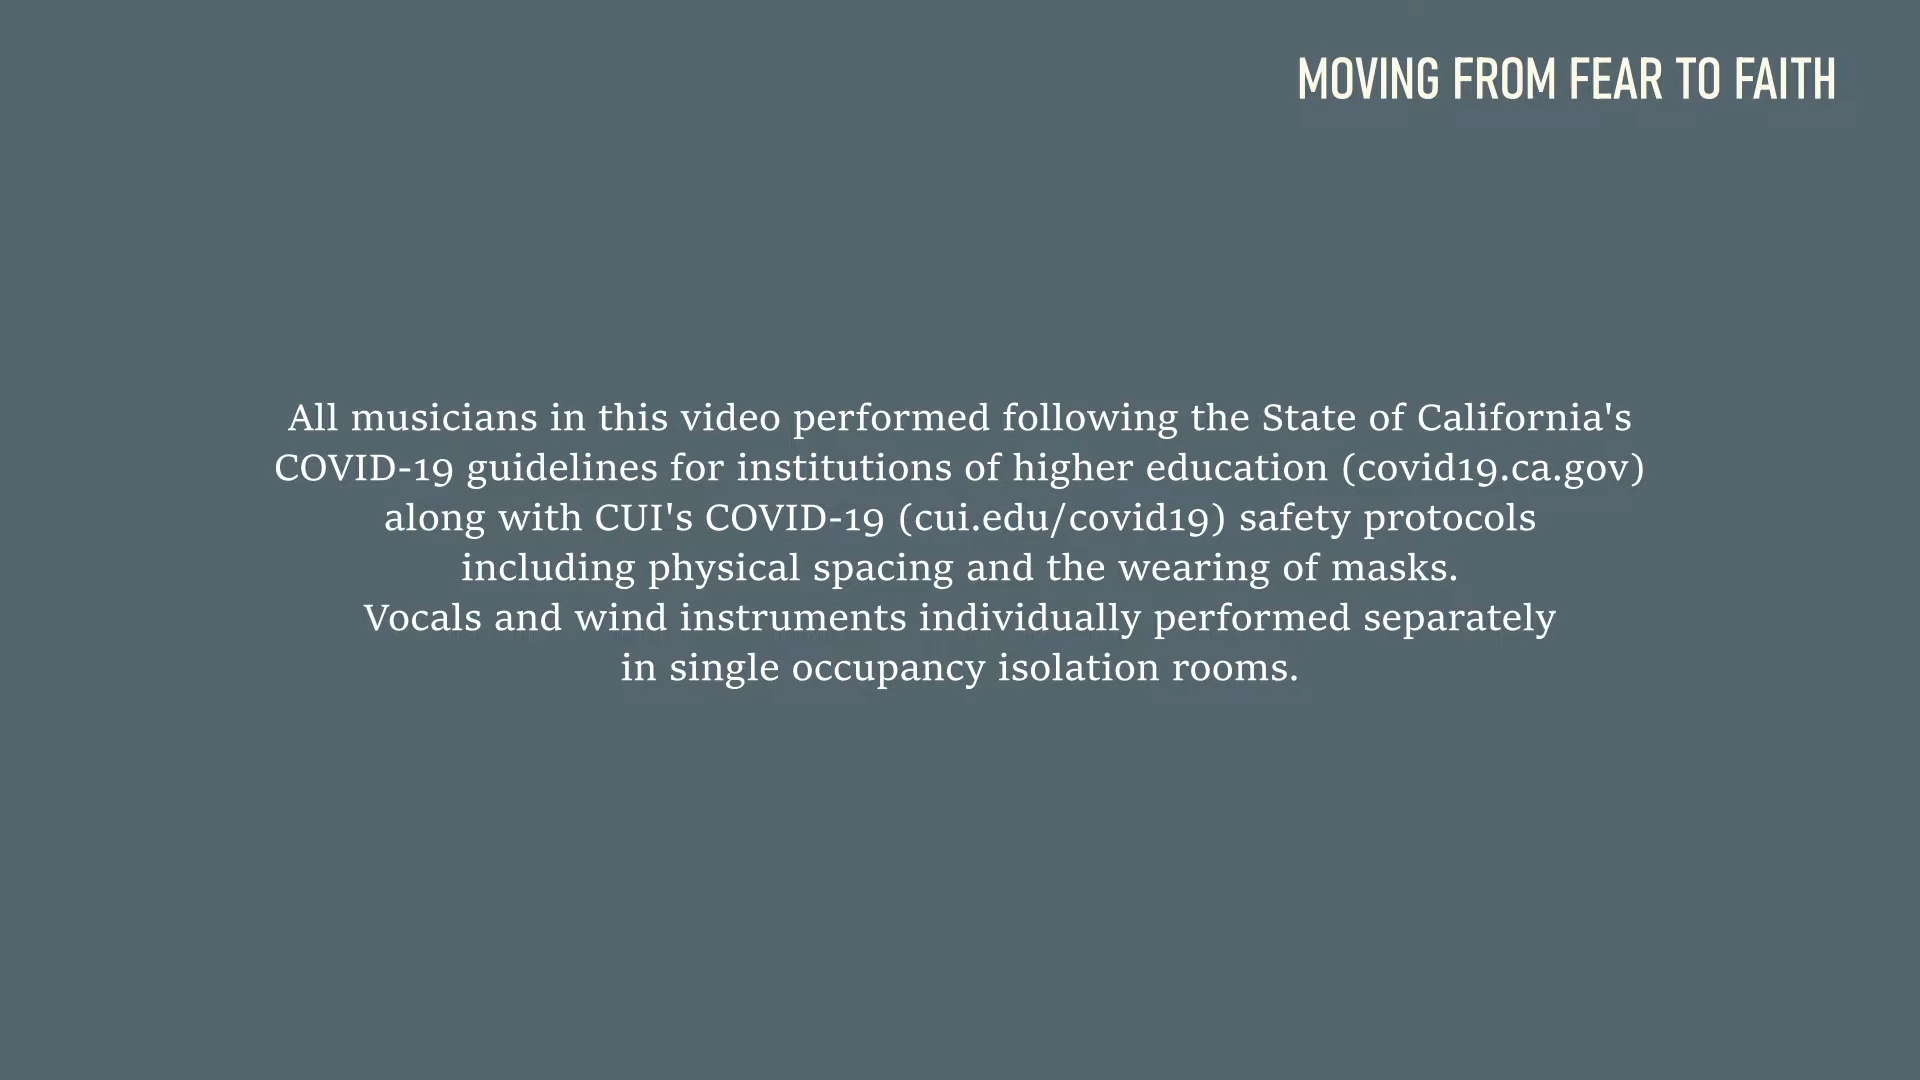 MOVING FROM FEAR TO FAITH
All musicians in this video performed following the State of California's
COVID-19 guidelines for institutions of higher education (covid19.ca.gov)
along with CUI's COVID-19 (cui.edu/covid19) safety protocols
including physical spacing and the wearing of masks.
Vocals and wind instruments individually performed separately
in single occupancy isolation rooms.